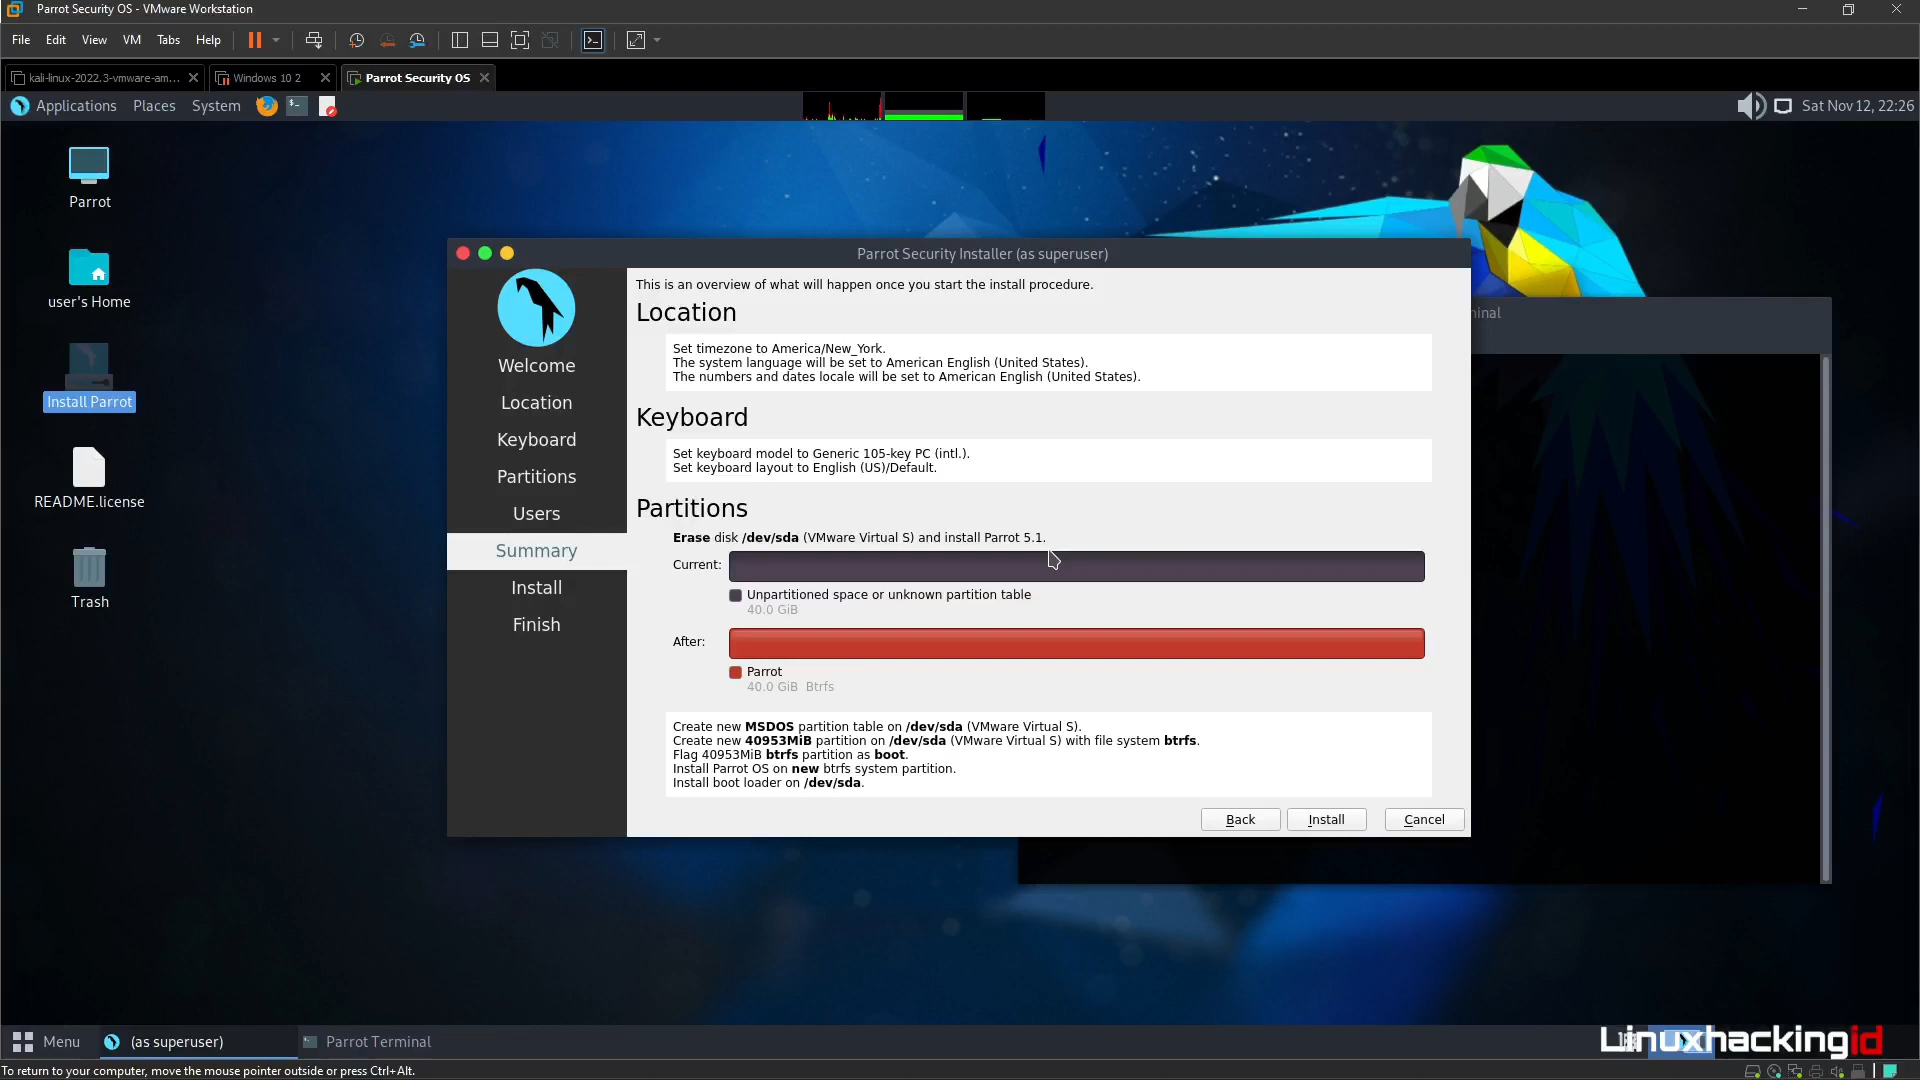 Parrot Security OS - VMware Workstation
File Edit View VM Tabs Help
kali-linux-2022.3-vmware-am... Windows 10 2 Parrot Security OS
Applications Places System Sat Nov 12, 22:26
Parrot
user's Home
Install Parrot
README.license
Trash
Parrot Security Installer (as superuser)
Welcome
Location
Keyboard
Partitions
Users
Summary
Install
Finish
This is an overview of what will happen once you start the install procedure.
Location
Set timezone to America/New_York.
The system language will be set to American English (United States).
The numbers and dates locale will be set to American English (United States).
Keyboard
Set keyboard model to Generic 105-key PC (intl.).
Set keyboard layout to English (US)/Default.
Partitions
Erase disk /dev/sda (VMware Virtual S) and install Parrot 5.1.
Current:
Unpartitioned space or unknown partition table
40.0 GiB
After:
Parrot
40.0 GiB Btrfs
Create new MSDOS partition table on /dev/sda (VMware Virtual S).
Create new 40953MiB partition on /dev/sda (VMware Virtual S) with file system btrfs.
Flag 40953MiB btrfs partition as boot.
Install Parrot OS on new btrfs system partition.
Install boot loader on /dev/sda.
Back Install Cancel
Menu (as superuser) Parrot Terminal
Linuxhackingid
To return to your computer, move the mouse pointer outside or press Ctrl+Alt.